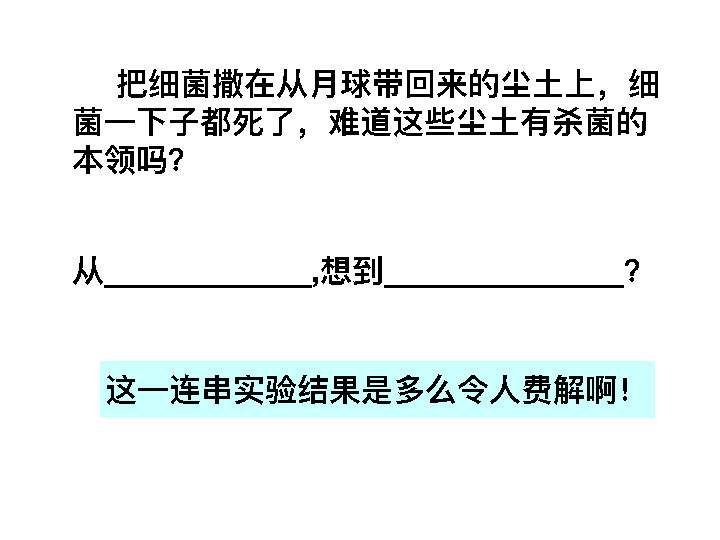 把细菌撒在从月球带回来的尘土上，细
菌一下子都死了，难道这些尘土有杀菌的
本领吗？
从_____________,想到_______________？
这一连串实验结果是多么令人费解啊！